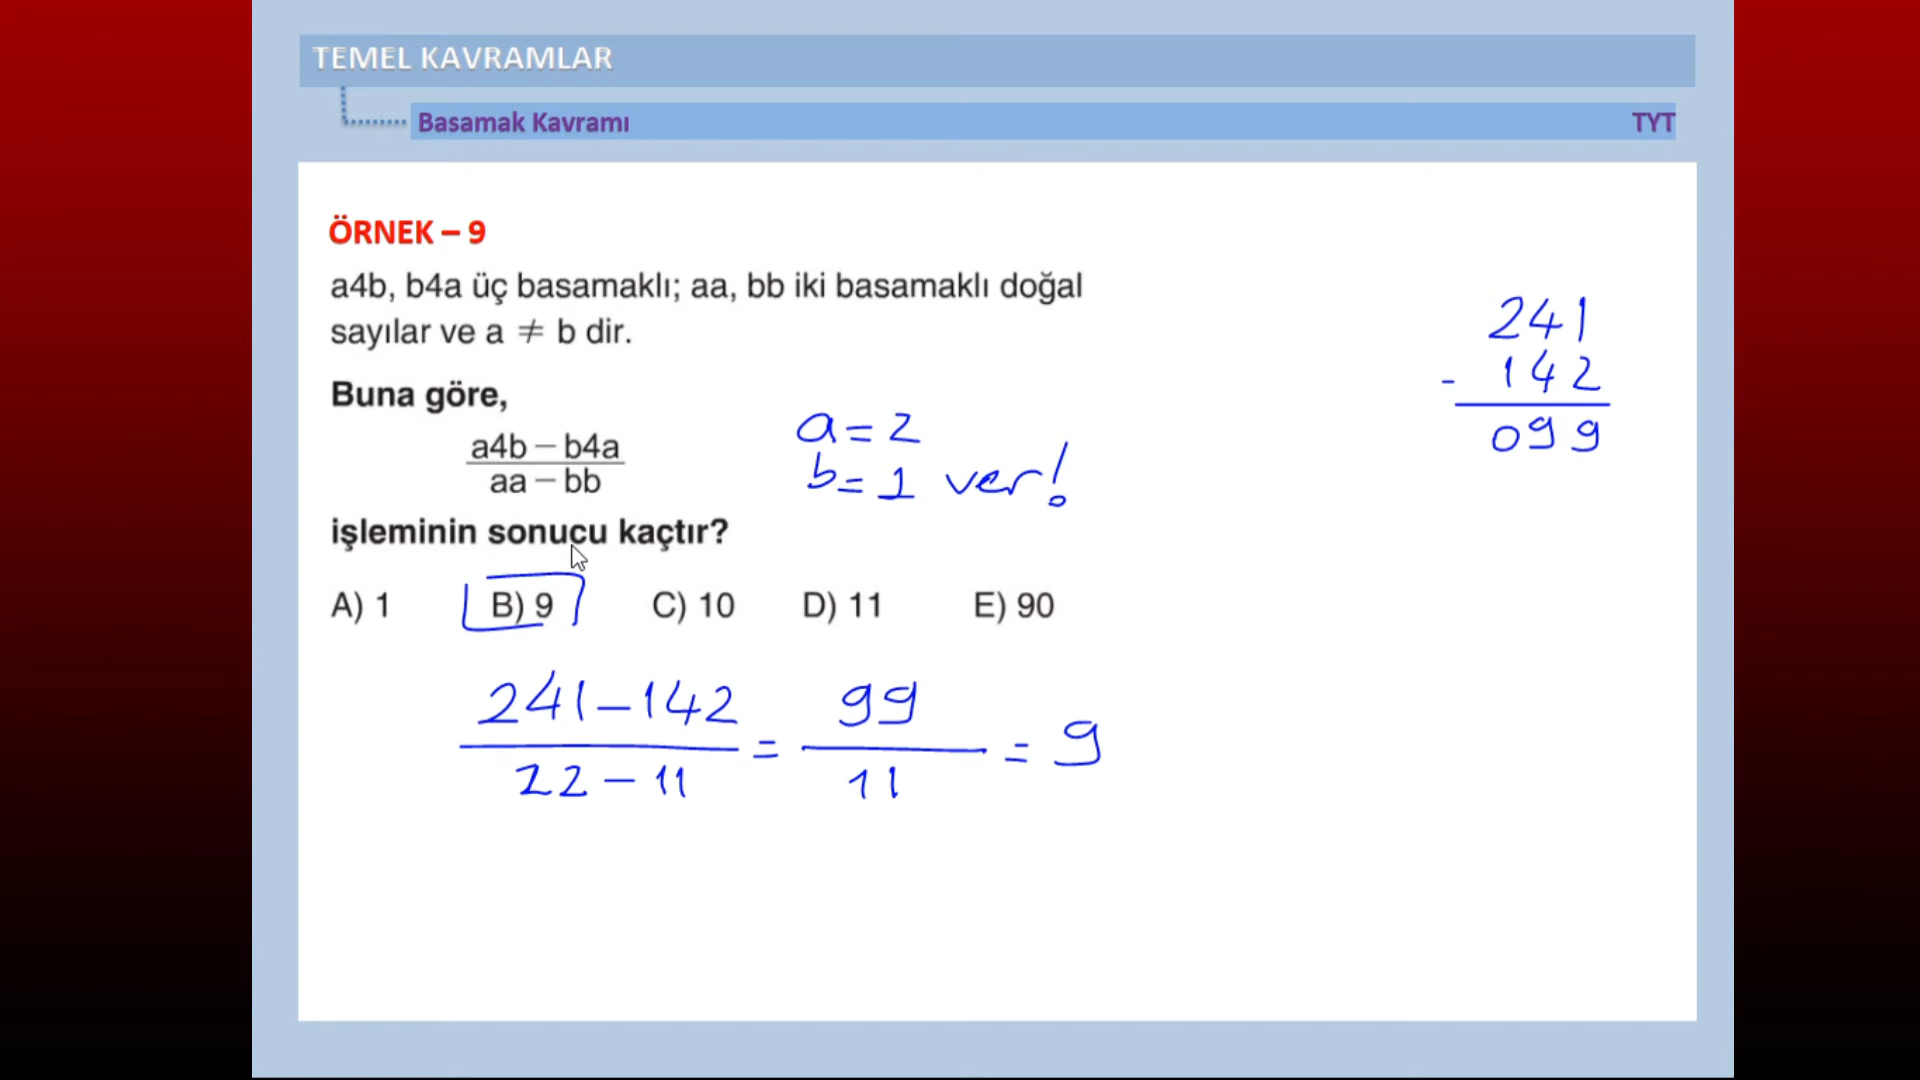 TEMEL KAVRAMLAR
Basamak Kavramı TYT
ÖRNEK – 9
a4b, b4a üç basamaklı; aa, bb iki basamaklı doğal
sayılar ve a ≠ b dir.
Buna göre,
a4b – b4a
aa – bb
işleminin sonucu kaçtır?
A) 1 B) 9 C) 10 D) 11 E) 90
a = 2
b = 1 ver!
241
- 142
099
241 – 142 = 99 = 9
22 – 11 11